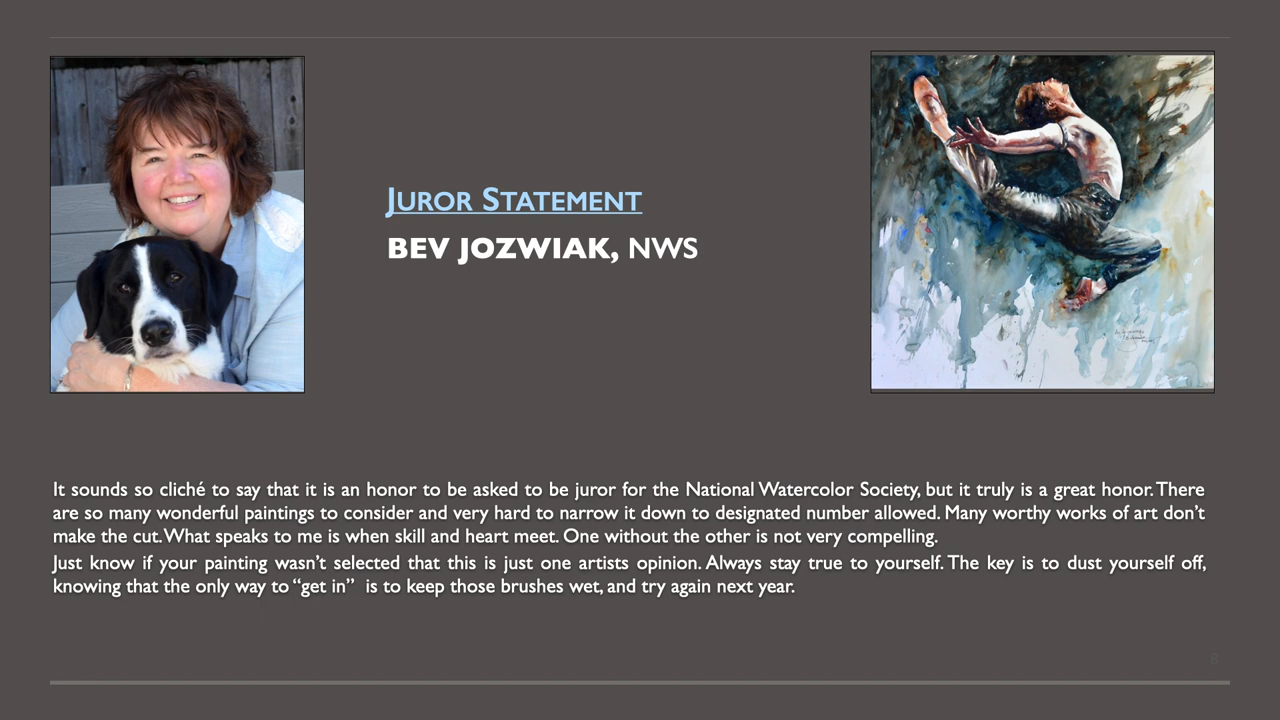 JUROR STATEMENT
BEV JOZWIAK, NWS
It sounds so cliché to say that it is an honor to be asked to be juror for the National Watercolor Society, but it truly is a great honor. There
are so many wonderful paintings to consider and very hard to narrow it down to designated number allowed. Many worthy works of art don’t
make the cut. What speaks to me is when skill and heart meet. One without the other is not very compelling.
Just know if your painting wasn’t selected that this is just one artists opinion. Always stay true to yourself. The key is to dust yourself off,
knowing that the only way to “get in”  is to keep those brushes wet, and try again next year.
8